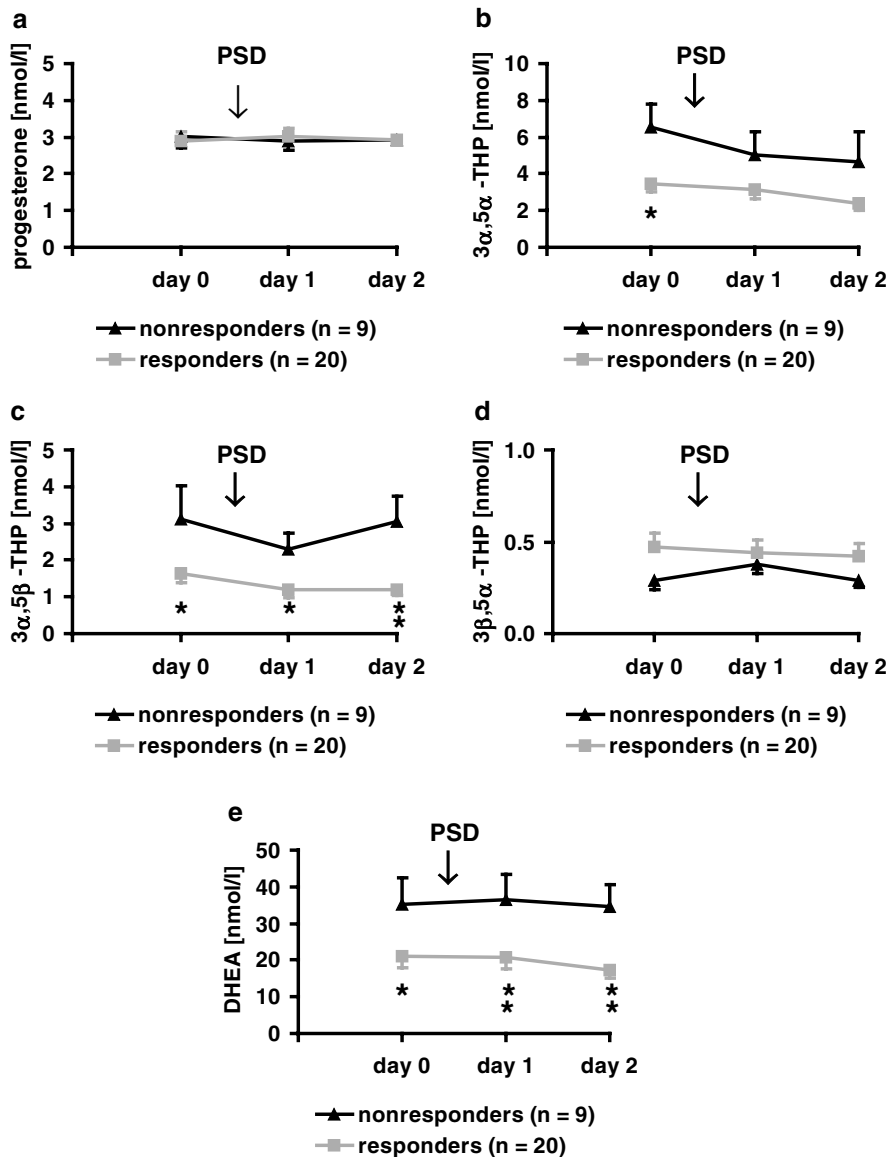 a
PSD
progesterone [nmol/l]
5
4
3
2
1
0
day 0 day 1 day 2
nonresponders (n = 9)
responders (n = 20)
b
PSD
3α,5α -THP [nmol/l]
10
8
6
4
2
0
*
day 0 day 1 day 2
nonresponders (n = 9)
responders (n = 20)
c
PSD
3α,5β -THP [nmol/l]
5
4
3
2
1
0
* * *
*
day 0 day 1 day 2
nonresponders (n = 9)
responders (n = 20)
d
PSD
3β,5α -THP [nmol/l]
1.0
0.5
0.0
day 0 day 1 day 2
nonresponders (n = 9)
responders (n = 20)
e
PSD
DHEA [nmol/l]
50
40
30
20
10
0
* * *
* *
day 0 day 1 day 2
nonresponders (n = 9)
responders (n = 20)